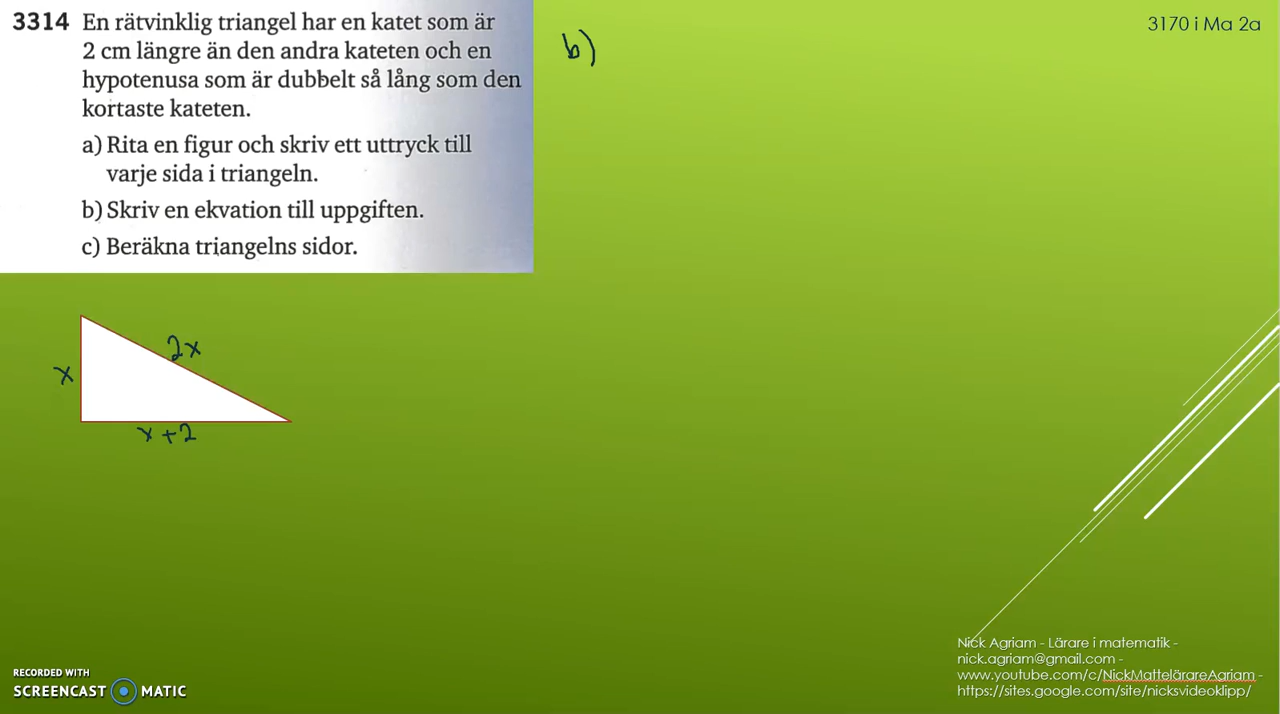 3314 En rätvinklig triangel har en katet som är
2 cm längre än den andra kateten och en
hypotenusa som är dubbelt så lång som den
kortaste kateten.
a) Rita en figur och skriv ett uttryck till
varje sida i triangeln.
b) Skriv en ekvation till uppgiften.
c) Beräkna triangelns sidor.
b)
3170 i Ma 2a
2x
x
x + 2
Nick Agriam - Lärare i matematik -
nick.agriam@gmail.com -
www.youtube.com/c/NickMattelärareAgriam -
https://sites.google.com/site/nicksvideoklipp/
RECORDED WITH
SCREENCAST MATIC